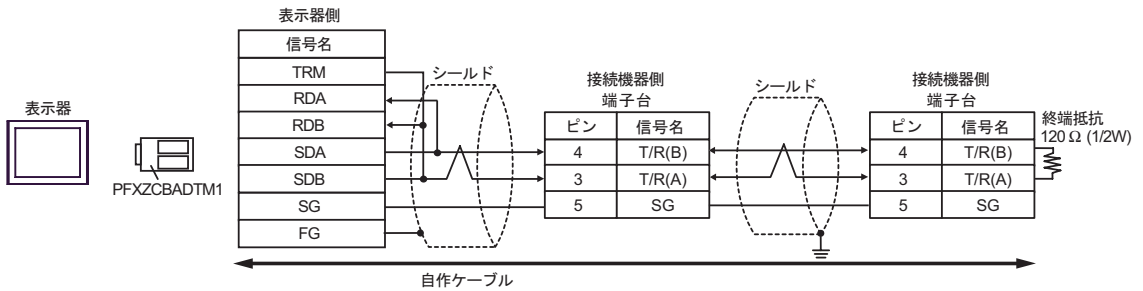 表示器
PFXZCBADTM1
表示器側
信号名
TRM
RDA
RDB
SDA
SDB
SG
FG
シールド
接続機器側
端子台
ピン 信号名
4 T/R(B)
3 T/R(A)
5 SG
シールド
接続機器側
端子台
ピン 信号名
4 T/R(B)
3 T/R(A)
5 SG
終端抵抗
120 Ω (1/2W)
自作ケーブル